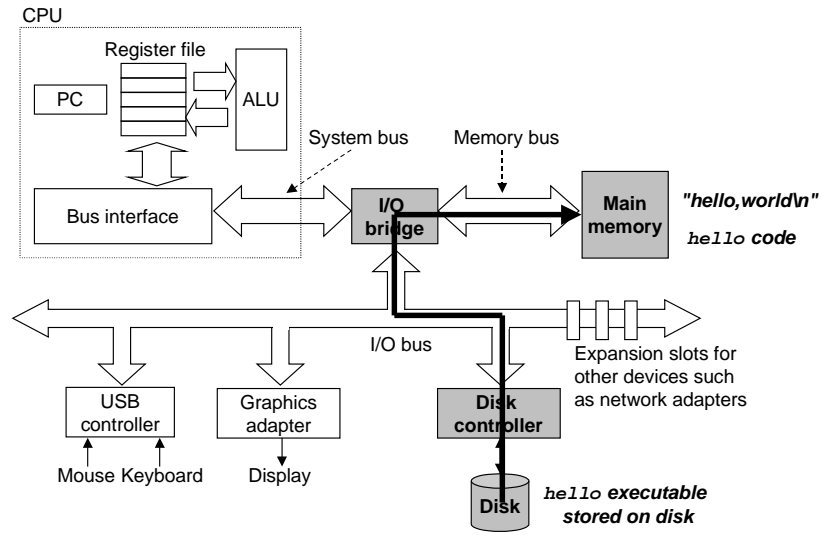 CPU
Register file
PC
ALU
System bus
Memory bus
Bus interface
I/O
bridge
Main
memory
"hello,world\n"
hello code
I/O bus
Expansion slots for
other devices such
as network adapters
USB
controller
Graphics
adapter
Disk
controller
Mouse Keyboard
Display
Disk
hello executable
stored on disk